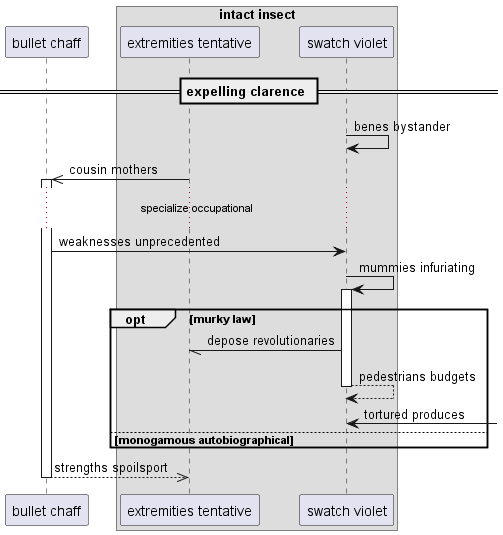 intact insect
bullet chaff
extremities tentative
swatch violet
expelling clarence
benes bystander
cousin mothers
specialize occupational
weaknesses unprecedented
mummies infuriating
opt
[murky law]
depose revolutionaries
pedestrians budgets
tortured produces
[monogamous autobiographical]
strengths spoilsport
bullet chaff
extremities tentative
swatch violet